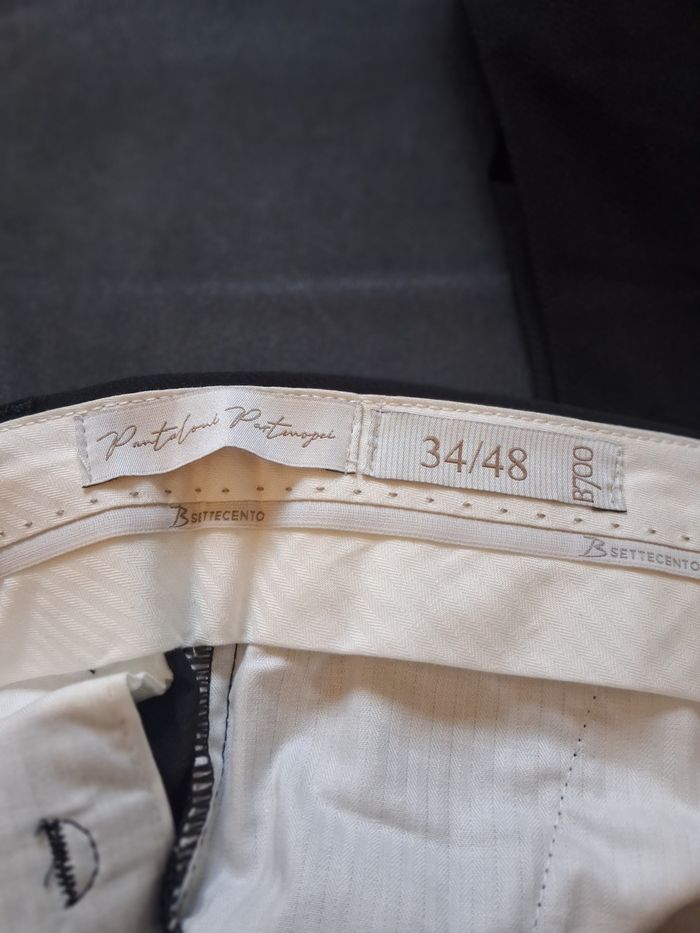 Pantaloni Partenopei
34/48
B700
B SETTECENTO
B SETTECENTO